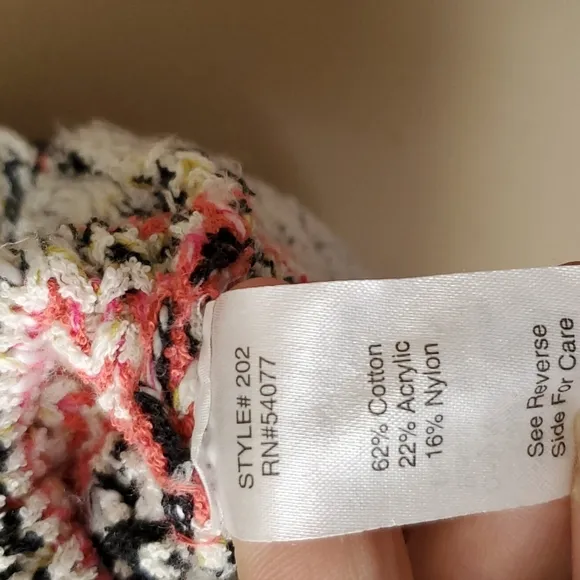 STYLE# 202
RN#54077
62% Cotton
22% Acrylic
16% Nylon
See Reverse
Side For Care